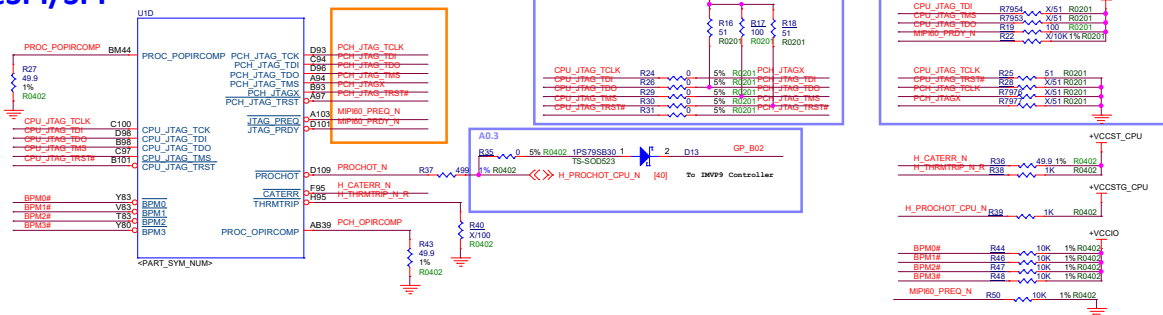 U1D
PROC_POPIRCOMP BM44 PROC_POPIRCOMP
R27
49.9
1%
R0402
PCH_JTAG_TCK D93 PCH_JTAG_TCLK
PCH_JTAG_TDI C94 PCH_JTAG_TDI
PCH_JTAG_TDO D96 PCH_JTAG_TDO
PCH_JTAG_TMS A94 PCH_JTAG_TMS
PCH_JTAGX B93 PCH_JTAGX
PCH_JTAG_TRST A97 PCH_JTAG_TRST#
JTAG_PREQ A103 MIPI60_PREQ_N
JTAG_PRDY D101 MIPI60_PRDY_N
CPU_JTAG_TCLK C100 CPU_JTAG_TCK
CPU_JTAG_TDI D98 CPU_JTAG_TDI
CPU_JTAG_TDO B98 CPU_JTAG_TDO
CPU_JTAG_TMS C97 CPU_JTAG_TMS
CPU_JTAG_TRST# B101 CPU_JTAG_TRST
PROCHOT D109 PROCHOT_N R37 499 1% R0402
CATERR F95 H_CATERR_N
THRMTRIP H95 H_THRMTRIP_N_R
BPM0# Y83 BPM0
BPM1# V83 BPM1
BPM2# T83 BPM2
BPM3# Y80 BPM3
PROC_OPIRCOMP AB39 PCH_OPIRCOMP
<PART_SYM_NUM>
R43
49.9
1%
R0402
R40
X/100
R0402
R16
51
R0201
R17
100
R0201
R18
51
R0201
CPU_JTAG_TCLK R24 0 5% R0201 PCH_JTAGX
CPU_JTAG_TDI R26 0 5% R0201 PCH_JTAG_TDI
CPU_JTAG_TDO R29 0 5% R0201 PCH_JTAG_TDO
CPU_JTAG_TMS R30 0 5% R0201 PCH_JTAG_TMS
CPU_JTAG_TRST# R31 0 5% R0201 PCH_JTAG_TRST#
A0.3
R35 0 5% R0402 1PS79SB30 1 2 D13 GP_B02
TS-SOD523
H_PROCHOT_CPU_N [40] To IMVP9 Controller
CPU_JTAG_TDI R7954 X/51 R0201
CPU_JTAG_TMS R7953 X/51 R0201
CPU_JTAG_TDO R19 100 R0201
MIPI60_PRDY_N R22 X/10K 1% R0201
CPU_JTAG_TCLK R25 51 R0201
CPU_JTAG_TRST# R28 X/51 R0201
PCH_JTAG_TCLK R7976 X/51 R0201
PCH_JTAGX R7977 X/51 R0201
+VCCST_CPU
H_CATERR_N R36 49.9 1% R0402
H_THRMTRIP_N_R R38 1K R0402
+VCCSTG_CPU
H_PROCHOT_CPU_N R39 1K R0402
+VCCIO
BPM0# R44 10K 1% R0402
BPM1# R46 10K 1% R0402
BPM2# R47 10K 1% R0402
BPM3# R48 10K 1% R0402
MIPI60_PREQ_N R50 10K 1% R0402